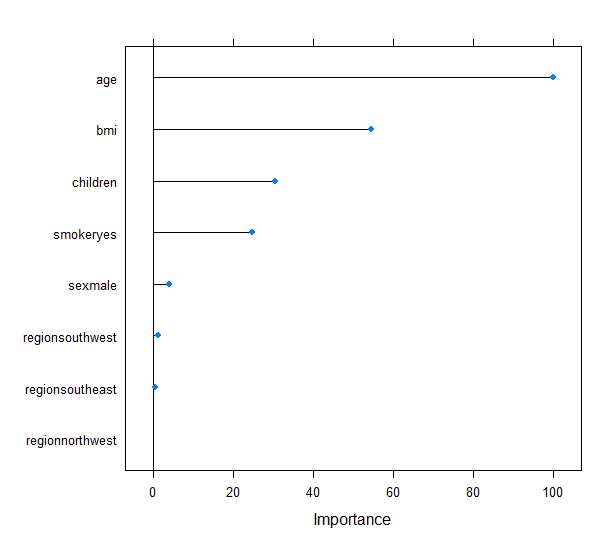 age
bmi
children
smokeryes
sexmale
regionsouthwest
regionsoutheast
regionnorthwest
0 20 40 60 80 100
Importance